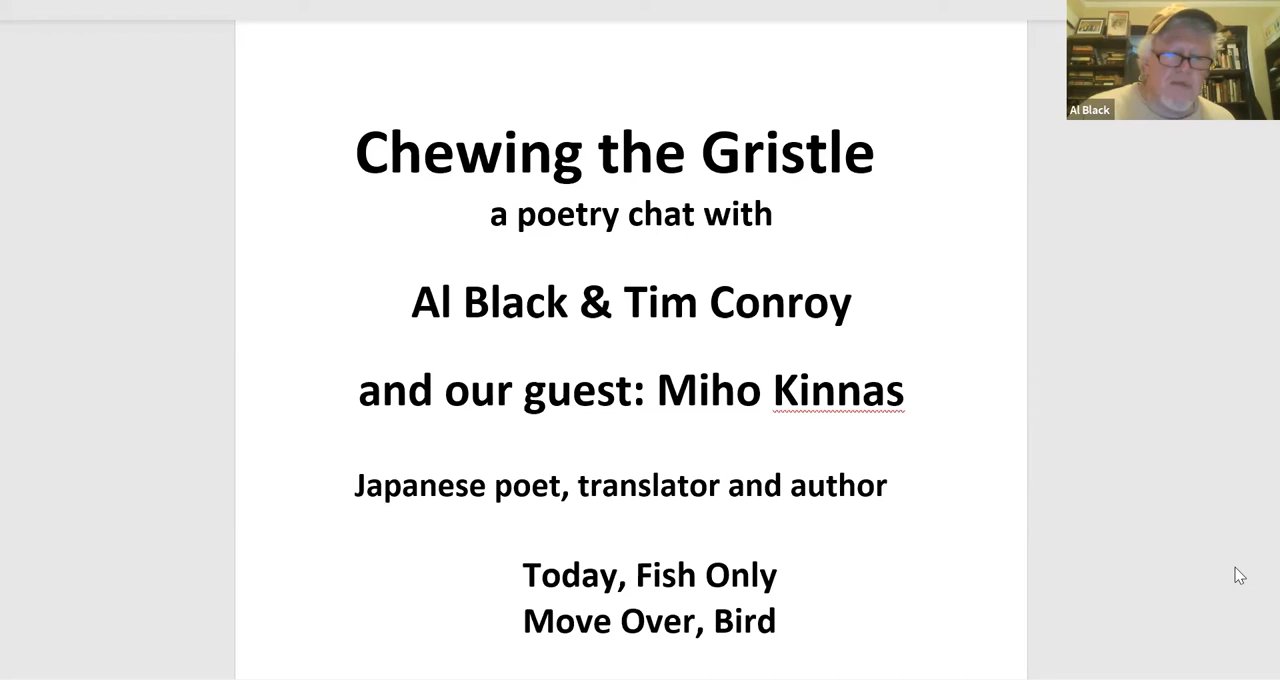 Chewing the Gristle
a poetry chat with
Al Black & Tim Conroy
and our guest: Miho Kinnas
Japanese poet, translator and author
Today, Fish Only
Move Over, Bird
Al Black